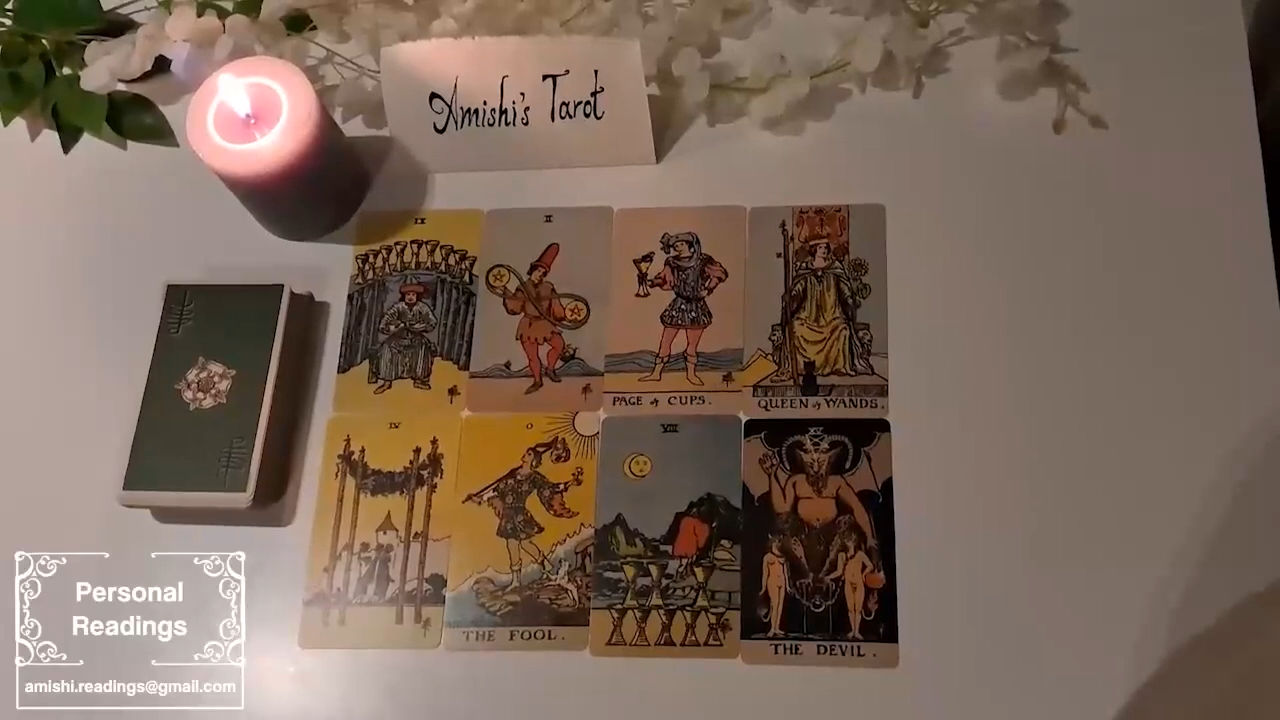 Amishi's Tarot
IX
II
PAGE of CUPS.
QUEEN of WANDS.
IV
0
THE FOOL.
VIII
XV
THE DEVIL.
Personal
Readings
amishi.readings@gmail.com